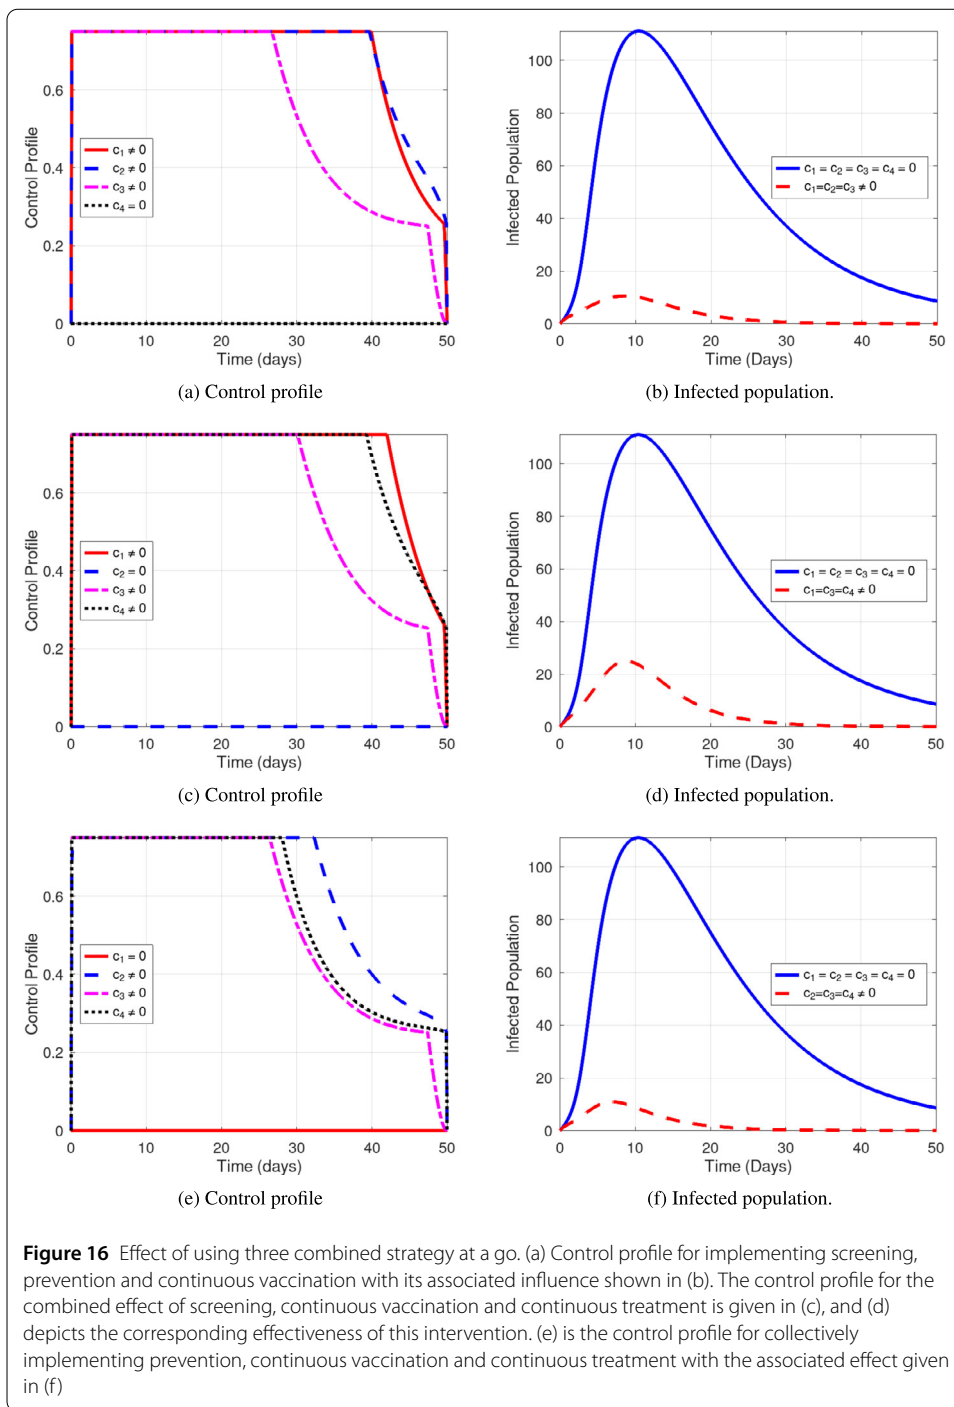 0.6
0.4
0.2
0
Control Profile
c₁ ≠ 0
c₂ ≠ 0
c₃ ≠ 0
c₄ = 0
0 10 20 30 40 50
Time (days)
(a) Control profile
100
80
60
40
20
0
Infected Population
c₁ = c₂ = c₃ = c₄ = 0
c₁=c₂=c₃ ≠ 0
0 10 20 30 40 50
Time (Days)
(b) Infected population.
0.6
0.4
0.2
0
Control Profile
c₁ ≠ 0
c₂ = 0
c₃ ≠ 0
c₄ ≠ 0
0 10 20 30 40 50
Time (days)
(c) Control profile
100
80
60
40
20
0
Infected Population
c₁ = c₂ = c₃ = c₄ = 0
c₁=c₃=c₄ ≠ 0
0 10 20 30 40 50
Time (Days)
(d) Infected population.
0.6
0.4
0.2
0
Control Profile
c₁ = 0
c₂ ≠ 0
c₃ ≠ 0
c₄ ≠ 0
0 10 20 30 40 50
Time (days)
(e) Control profile
100
80
60
40
20
0
Infected Population
c₁ = c₂ = c₃ = c₄ = 0
c₂=c₃=c₄ ≠ 0
0 10 20 30 40 50
Time (Days)
(f) Infected population.
Figure 16 Effect of using three combined strategy at a go. (a) Control profile for implementing screening,
prevention and continuous vaccination with its associated influence shown in (b). The control profile for the
combined effect of screening, continuous vaccination and continuous treatment is given in (c), and (d)
depicts the corresponding effectiveness of this intervention. (e) is the control profile for collectively
implementing prevention, continuous vaccination and continuous treatment with the associated effect given
in (f)